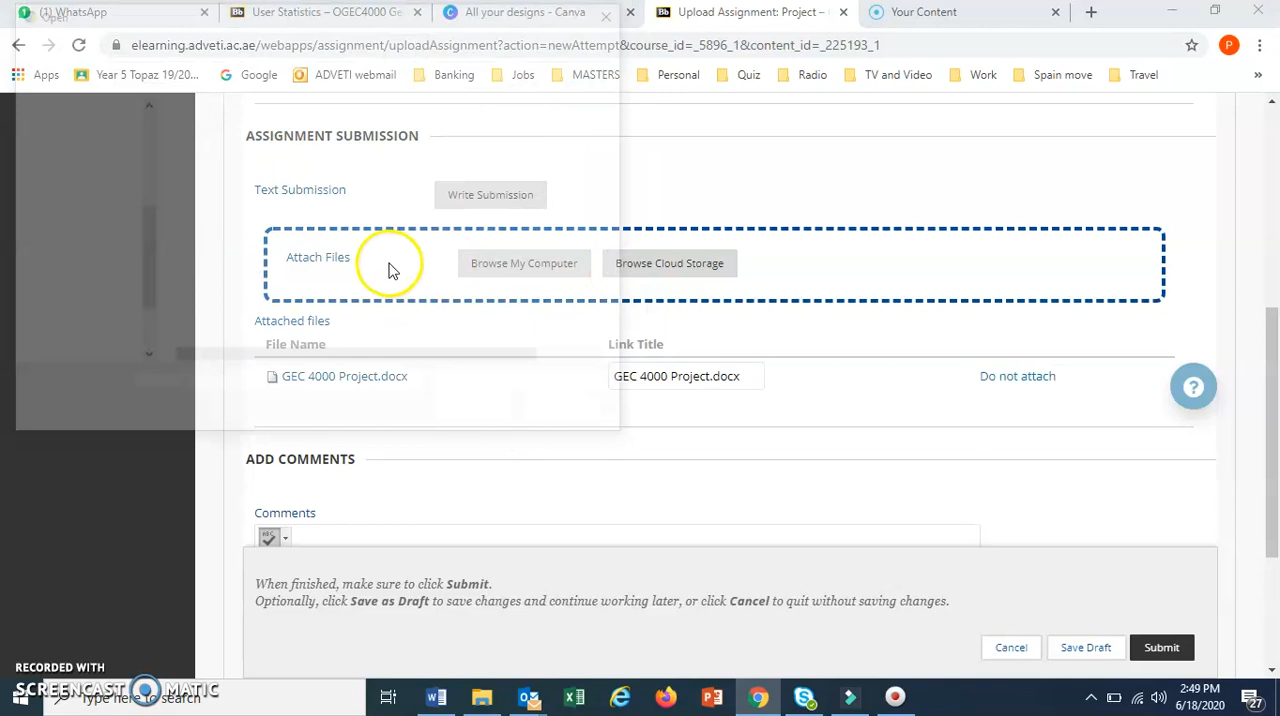 (1) WhatsApp
User Statistics – OGEC4000 Ge
All your designs - Canva
Upload Assignment: Project –
Your Content
Open
elearning.adveti.ac.ae/webapps/assignment/uploadAssignment?action=newAttempt&course_id=_5896_1&content_id=_225193_1
P
Apps
Year 5 Topaz 19/20...
Google
ADVETI webmail
Banking
Jobs
MASTERS
Personal
Quiz
Radio
TV and Video
Work
Spain move
Travel
»
ASSIGNMENT SUBMISSION
Text Submission
Write Submission
Attach Files
Browse My Computer
Browse Cloud Storage
Attached files
File Name
Link Title
GEC 4000 Project.docx
GEC 4000 Project.docx
Do not attach
?
ADD COMMENTS
Comments
ABC
When finished, make sure to click Submit.
Optionally, click Save as Draft to save changes and continue working later, or click Cancel to quit without saving changes.
Cancel
Save Draft
Submit
RECORDED WITH
SCREENCAST MATIC
Type here to search
2:49 PM
6/18/2020
27